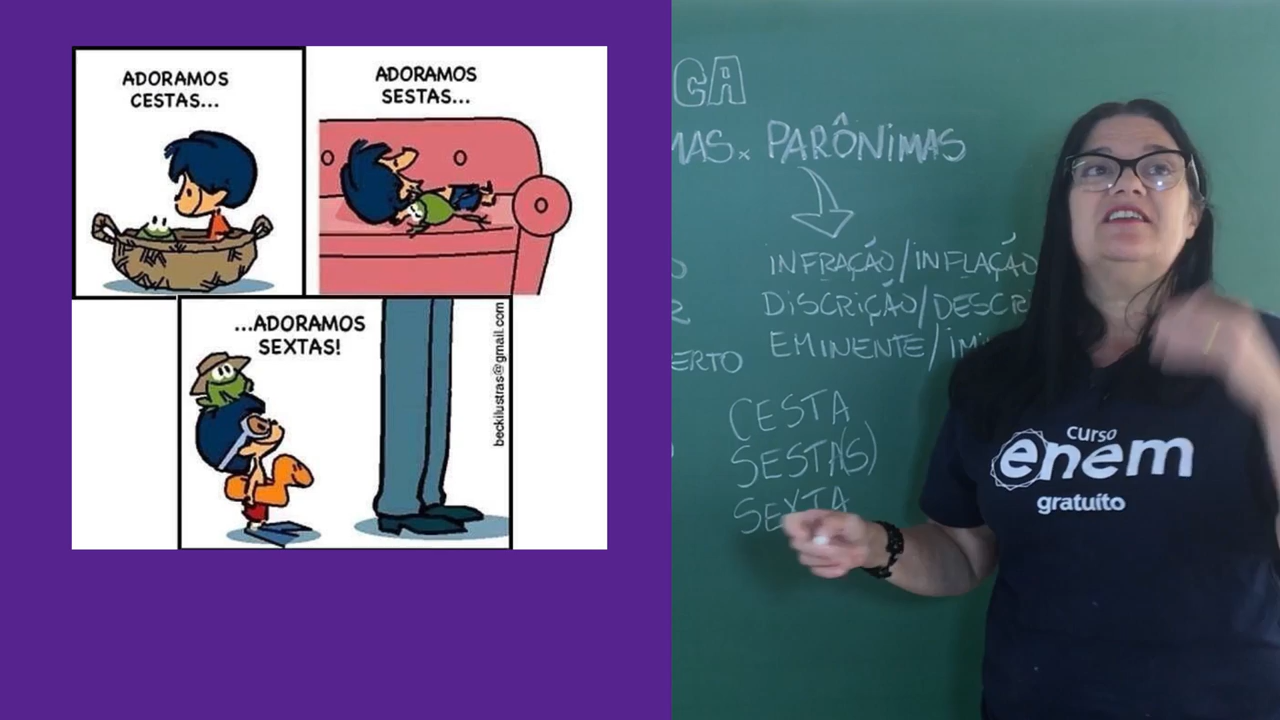 ADORAMOS
CESTAS...
ADORAMOS
SESTAS...
...ADORAMOS
SEXTAS!
beckilustras@gmail.com
CA
MAS x PARÔNIMAS
INFRAÇÃO/INFLAÇÃO
DISCRIÇÃO/DESCR
EMINENTE/IMI
ERTO
CESTA
SESTA(S)
SEXTA
curso
enem
gratuito